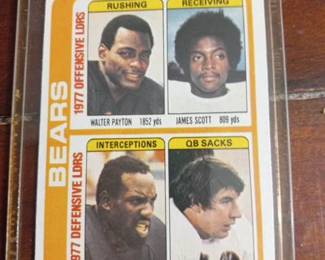 BEARS
1977 OFFENSIVE LDRS
RUSHING
RECEIVING
WALTER PAYTON 1852 yds
JAMES SCOTT 809 yds
1977 DEFENSIVE LDRS
INTERCEPTIONS
QB SACKS